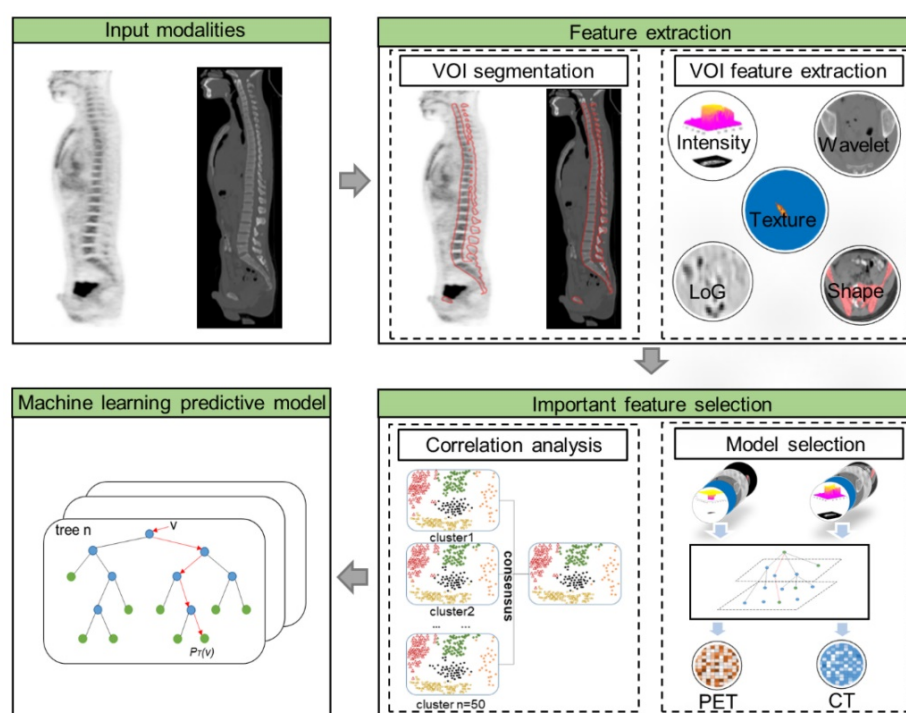 Input modalities
Feature extraction
VOI segmentation
VOI feature extraction
Intensity
Wavelet
Texture
LoG
Shape
Machine learning predictive model
tree n
v
PT(v)
Important feature selection
Correlation analysis
cluster1
cluster2
... ...
cluster n=50
consensus
Model selection
PET
CT